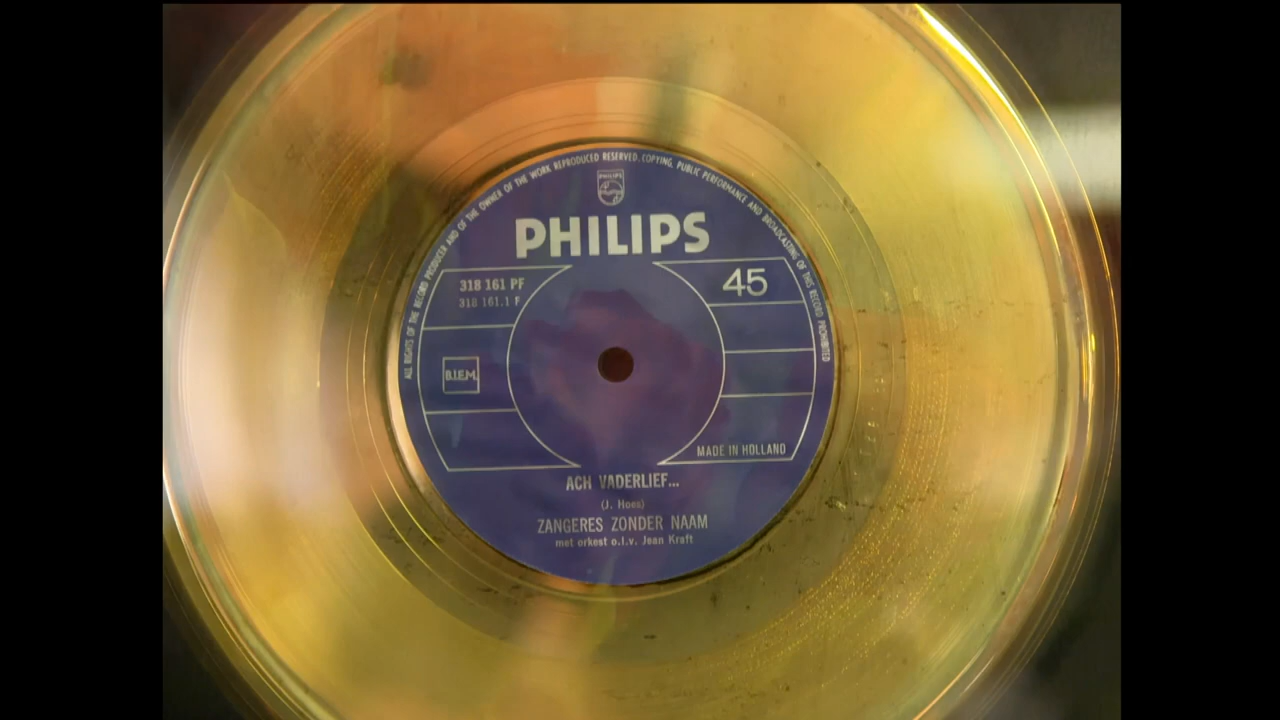 ALL RIGHTS OF THE RECORD PRODUCER AND OF THE OWNER OF THE WORK REPRODUCED RESERVED. COPYING, PUBLIC PERFORMANCE AND BROADCASTING OF THIS RECORD PROHIBITED
PHILIPS
PHILIPS
318 161 PF
45
318 161.1 F
B.I.E.M.
MADE IN HOLLAND
ACH VADERLIEF...
(J. Hoes)
ZANGERES ZONDER NAAM
met orkest o.l.v. Jean Kraft